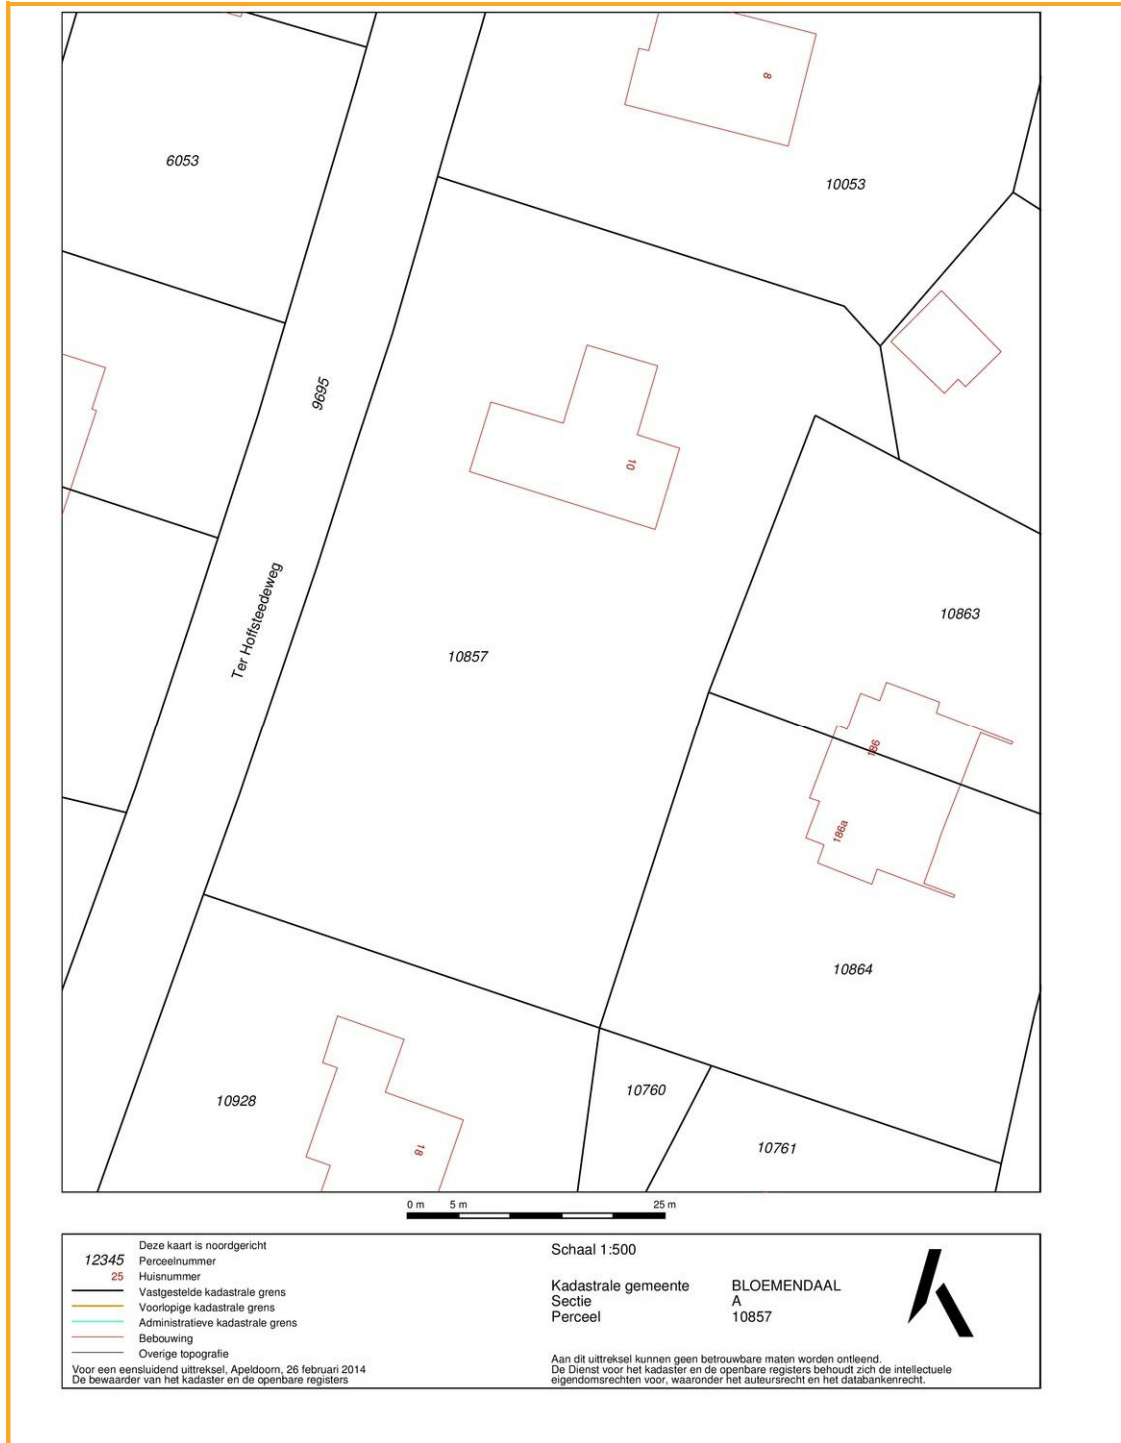 8
6053
10053
9695
10
Ter Hoffsteedeweg
10863
10857
186
186a
10864
10760
10928
10761
18
0 m 5 m 25 m
Deze kaart is noordgericht
12345 Perceelnummer
25 Huisnummer
Vastgestelde kadastrale grens
Voorlopige kadastrale grens
Administratieve kadastrale grens
Bebouwing
Overige topografie
Voor een eensluidend uittreksel, Apeldoorn, 26 februari 2014
De bewaarder van het kadaster en de openbare registers
Schaal 1:500
Kadastrale gemeente BLOEMENDAAL
Sectie A
Perceel 10857
Aan dit uittreksel kunnen geen betrouwbare maten worden ontleend.
De Dienst voor het kadaster en de openbare registers behoudt zich de intellectuele
eigendomsrechten voor, waaronder het auteursrecht en het databankenrecht.